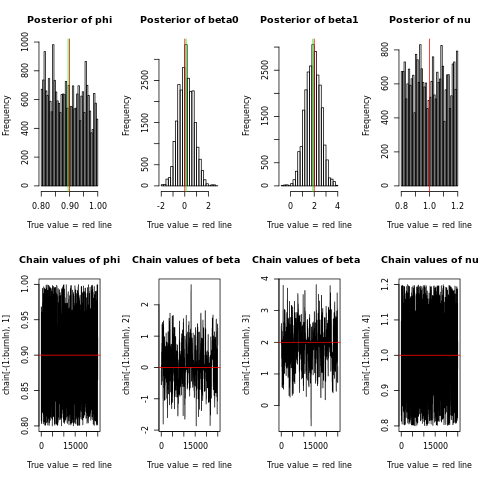 Posterior of phi
Posterior of beta0
Posterior of beta1
Posterior of nu
Frequency
0 200 400 600 800 1000
0.80 0.90 1.00
True value = red line
Frequency
0 500 1500 2500
-2 0 2
True value = red line
Frequency
0 500 1500 2500
0 2 4
True value = red line
Frequency
0 200 400 600 800
0.8 1.0 1.2
True value = red line
Chain values of phi
Chain values of beta
Chain values of beta
Chain values of nu
chain[-(1:burnIn), 1]
0.80 0.85 0.90 0.95 1.00
0 15000
True value = red line
chain[-(1:burnIn), 2]
-2 -1 0 1 2
0 15000
True value = red line
chain[-(1:burnIn), 3]
0 1 2 3 4
0 15000
True value = red line
chain[-(1:burnIn), 4]
0.8 0.9 1.0 1.1 1.2
0 15000
True value = red line